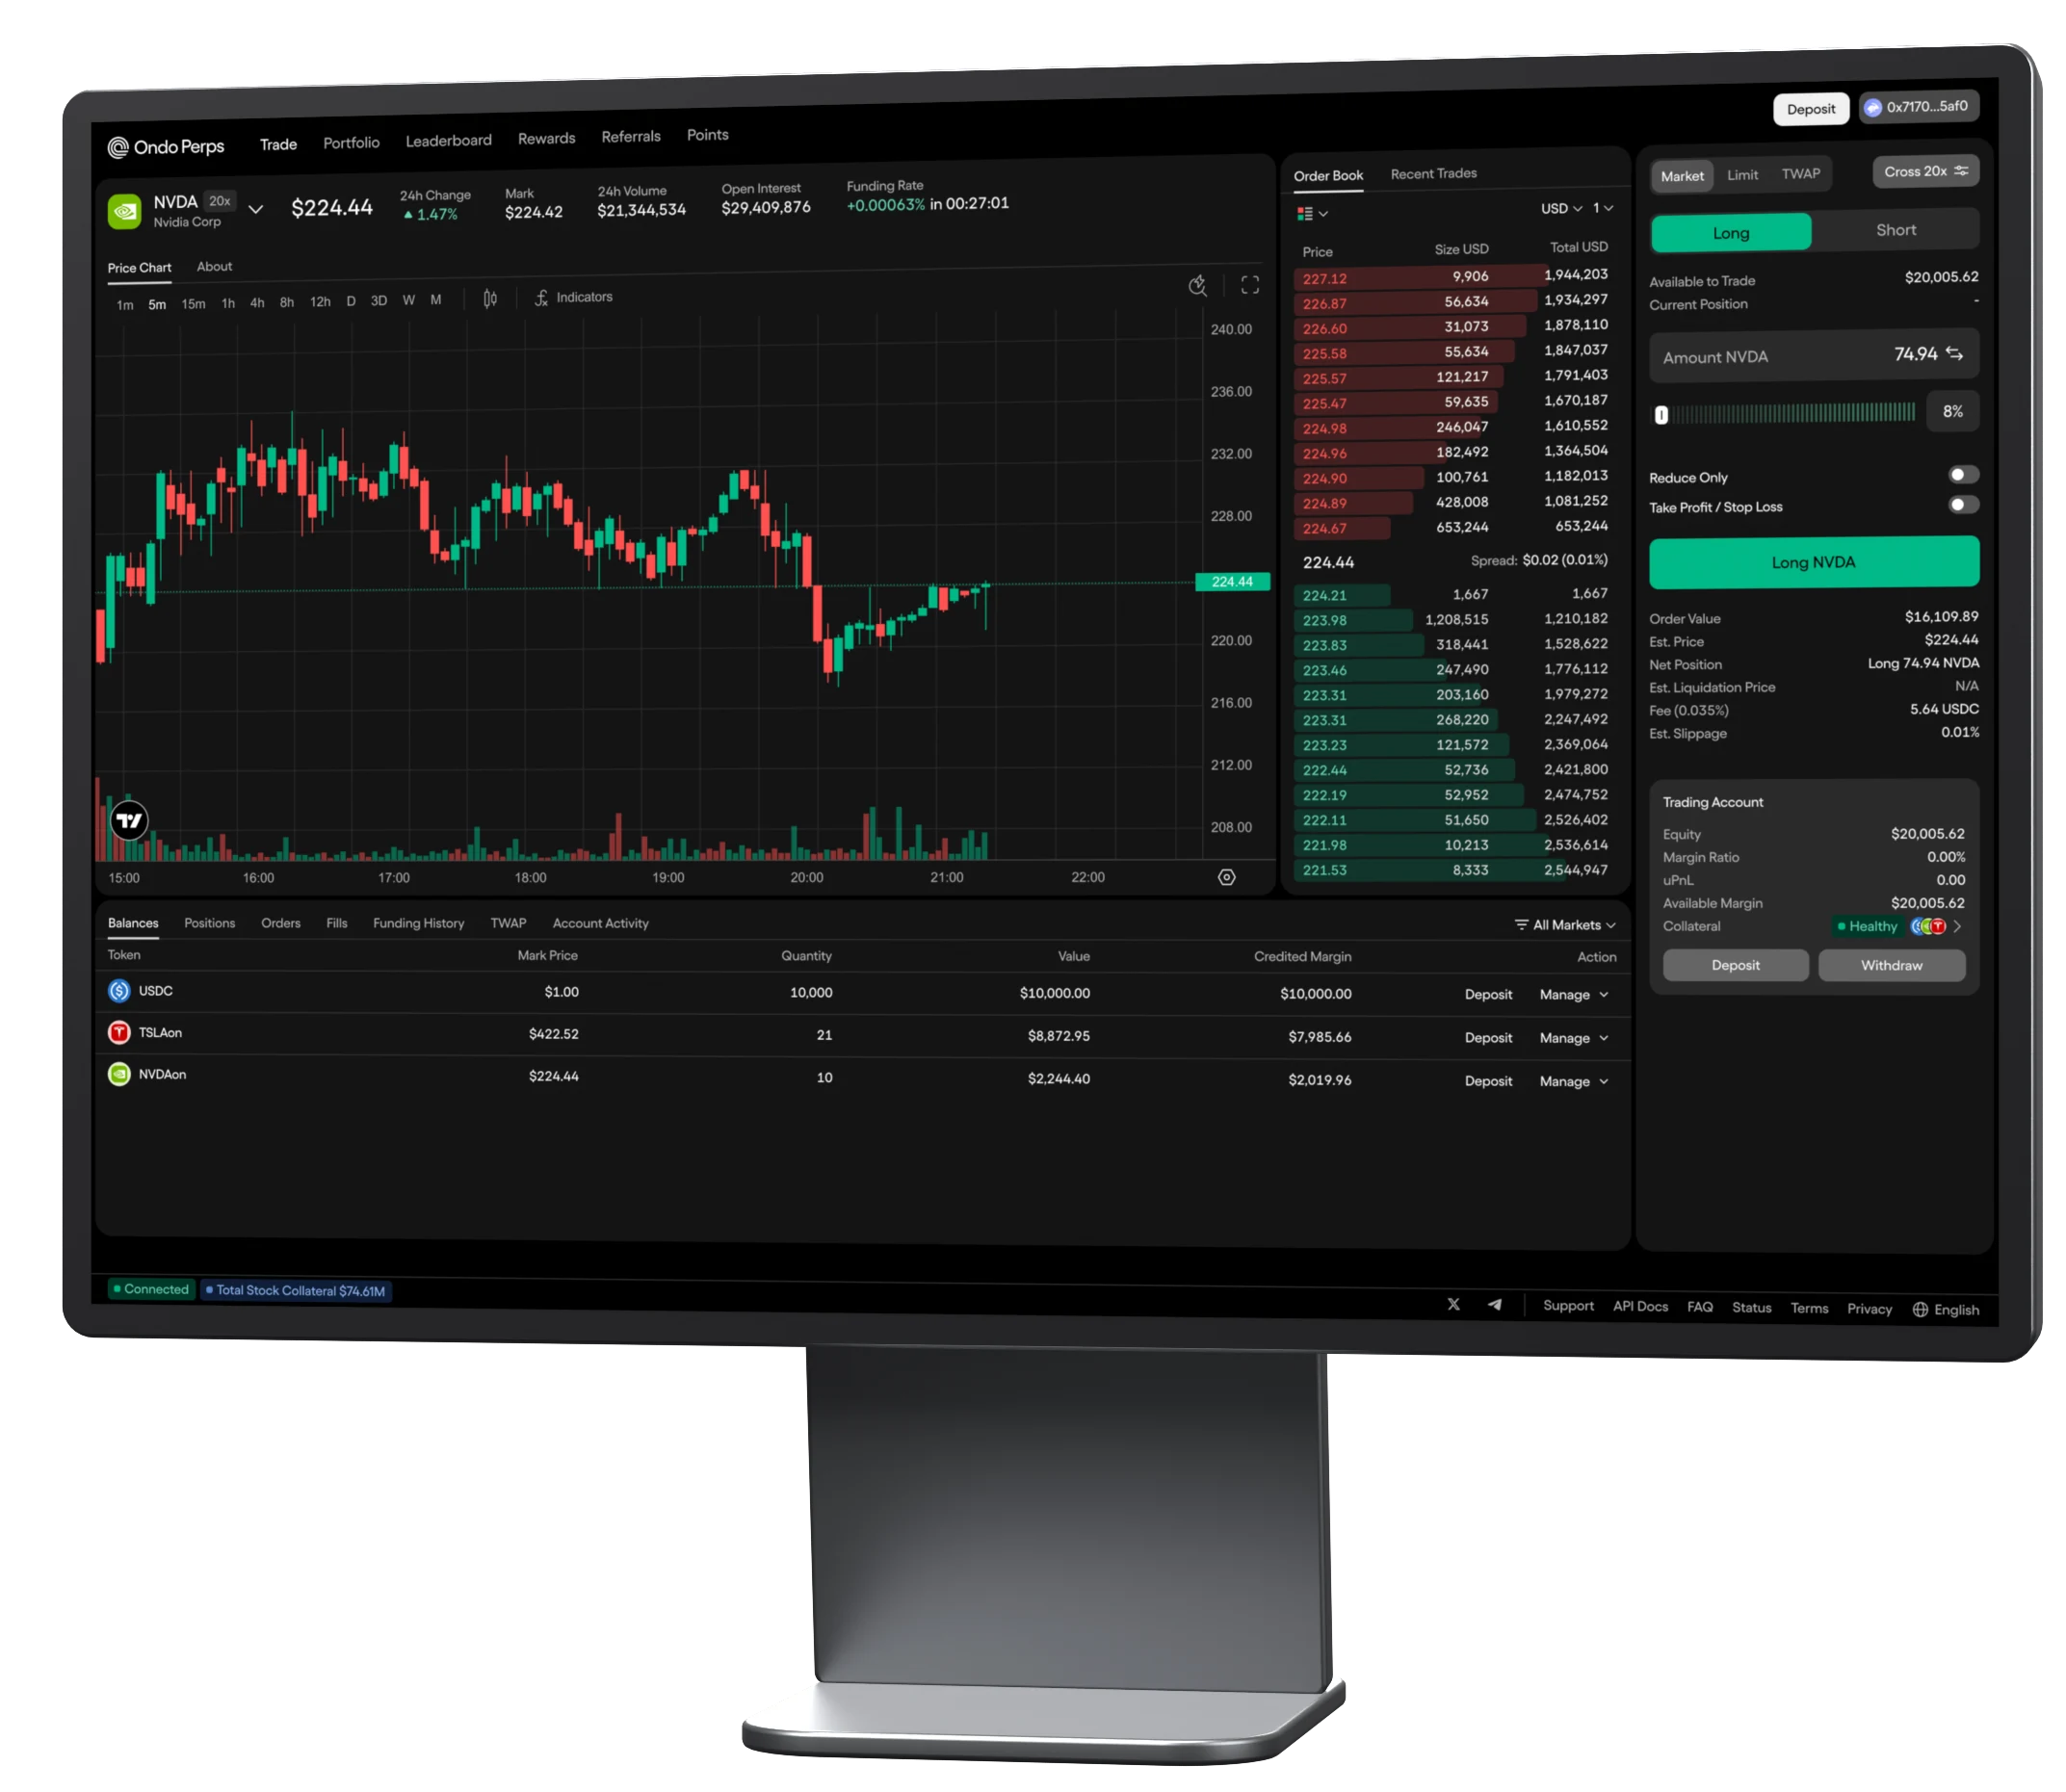 Ondo Perps Trade Portfolio Leaderboard Rewards Referrals Points Deposit 0x7170...5af0
NVDA 20x
Nvidia Corp
$224.44
24h Change
1.47%
Mark
$224.42
24h Volume
$21,344,534
Open Interest
$29,409,876
Funding Rate
+0.00063% in 00:27:01
Price Chart About
1m 5m 15m 1h 4h 8h 12h D 3D W M Indicators
240.00
236.00
232.00
228.00
224.44
220.00
216.00
212.00
208.00
15:00 16:00 17:00 18:00 19:00 20:00 21:00 22:00
Order Book Recent Trades
USD 1
Price Size USD Total USD
227.12 9,906 1,944,203
226.87 56,634 1,934,297
226.60 31,073 1,878,110
225.58 55,634 1,847,037
225.57 121,217 1,791,403
225.47 59,635 1,670,187
224.98 246,047 1,610,552
224.96 182,492 1,364,504
224.90 100,761 1,182,013
224.89 428,008 1,081,252
224.67 653,244 653,244
224.44 Spread: $0.02 (0.01%)
224.21 1,667 1,667
223.98 1,208,515 1,210,182
223.83 318,441 1,528,622
223.46 247,490 1,776,112
223.31 203,160 1,979,272
223.31 268,220 2,247,492
223.23 121,572 2,369,064
222.44 52,736 2,421,800
222.19 52,952 2,474,752
222.11 51,650 2,526,402
221.98 10,213 2,536,614
221.53 8,333 2,544,947
Market Limit TWAP Cross 20x
Long Short
Available to Trade $20,005.62
Current Position -
Amount NVDA 74.94
8%
Reduce Only
Take Profit / Stop Loss
Long NVDA
Order Value $16,109.89
Est. Price $224.44
Net Position Long 74.94 NVDA
Est. Liquidation Price N/A
Fee (0.035%) 5.64 USDC
Est. Slippage 0.01%
Trading Account
Equity $20,005.62
Margin Ratio 0.00%
uPnL 0.00
Available Margin $20,005.62
Collateral Healthy
Deposit Withdraw
Balances Positions Orders Fills Funding History TWAP Account Activity All Markets
Token Mark Price Quantity Value Credited Margin Action
USDC $1.00 10,000 $10,000.00 $10,000.00 Deposit Manage
TSLAon $422.52 21 $8,872.95 $7,985.66 Deposit Manage
NVDAon $224.44 10 $2,244.40 $2,019.96 Deposit Manage
Connected Total Stock Collateral $74.61M
Support API Docs FAQ Status Terms Privacy English